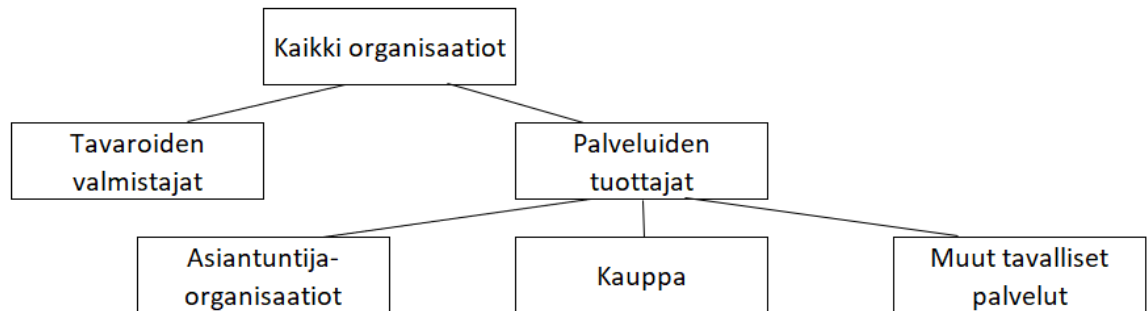 Kaikki organisaatiot
Tavaroiden
valmistajat
Palveluiden
tuottajat
Asiantuntija-
organisaatiot
Kauppa
Muut tavalliset
palvelut